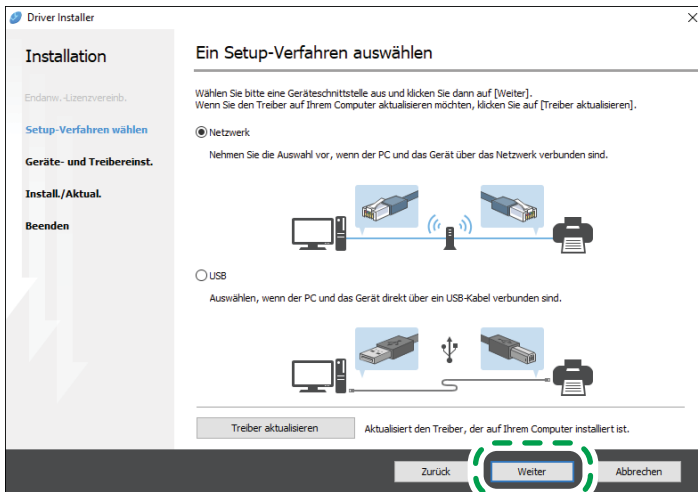 Driver Installer
Installation
Endanw. -Lizenzvereinb.
Setup-Verfahren wählen
Geräte- und Treibereinst.
Install./Aktual.
Beenden
Ein Setup-Verfahren auswählen
Wählen Sie bitte eine Geräteschnittstelle aus und klicken Sie dann auf [Weiter].
Wenn Sie den Treiber auf Ihrem Computer aktualisieren möchten, klicken Sie auf [Treiber aktualisieren].
Netzwerk
Nehmen Sie die Auswahl vor, wenn der PC und das Gerät über das Netzwerk verbunden sind.
USB
Auswählen, wenn der PC und das Gerät direkt über ein USB-Kabel verbunden sind.
Treiber aktualisieren
Aktualisiert den Treiber, der auf Ihrem Computer installiert ist.
Zurück
Weiter
Abbrechen